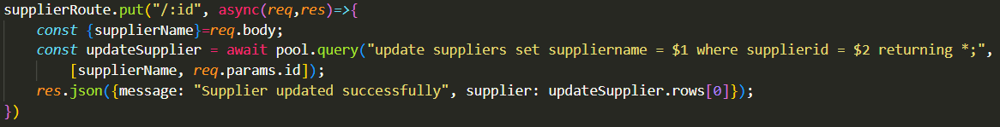 supplierRoute.put("/:id", async(req,res)=>{
    const {supplierName}=req.body;
    const updateSupplier = await pool.query("update suppliers set suppliername = $1 where supplierid = $2 returning *;",
        [supplierName, req.params.id]);
    res.json({message: "Supplier updated successfully", supplier: updateSupplier.rows[0]});
})